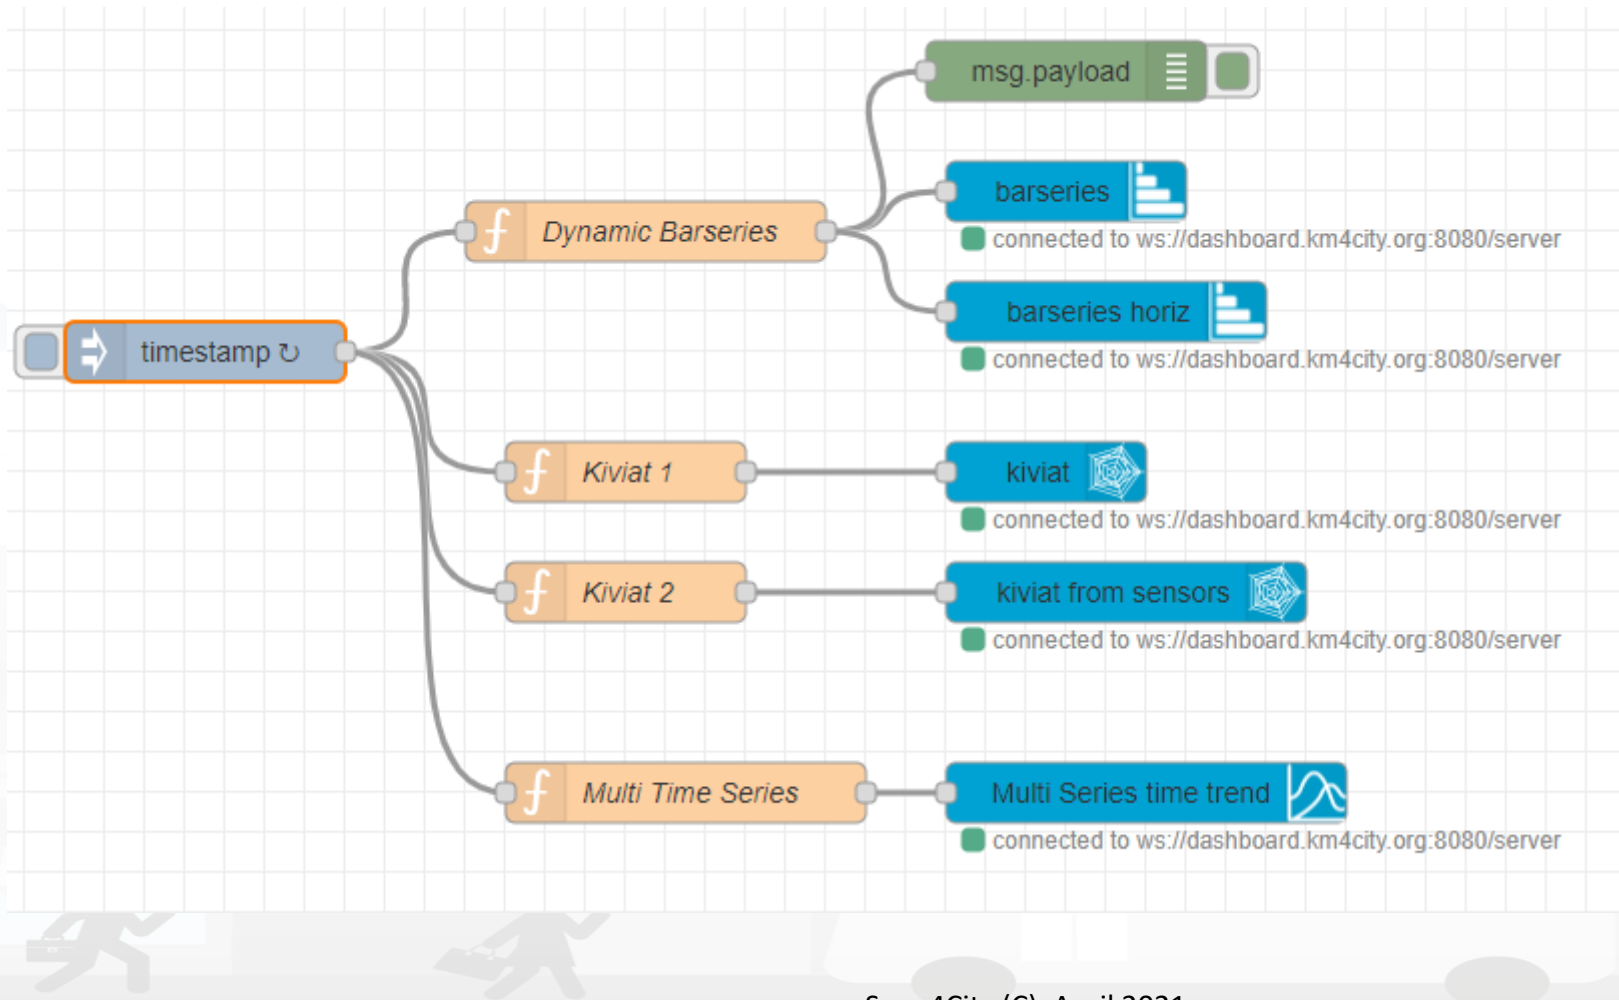 msg.payload
barseries
connected to ws://dashboard.km4city.org:8080/server
Dynamic Barseries
barseries horiz
connected to ws://dashboard.km4city.org:8080/server
timestamp ↻
Kiviat 1
kiviat
connected to ws://dashboard.km4city.org:8080/server
Kiviat 2
kiviat from sensors
connected to ws://dashboard.km4city.org:8080/server
Multi Time Series
Multi Series time trend
connected to ws://dashboard.km4city.org:8080/server
(C), April 2021